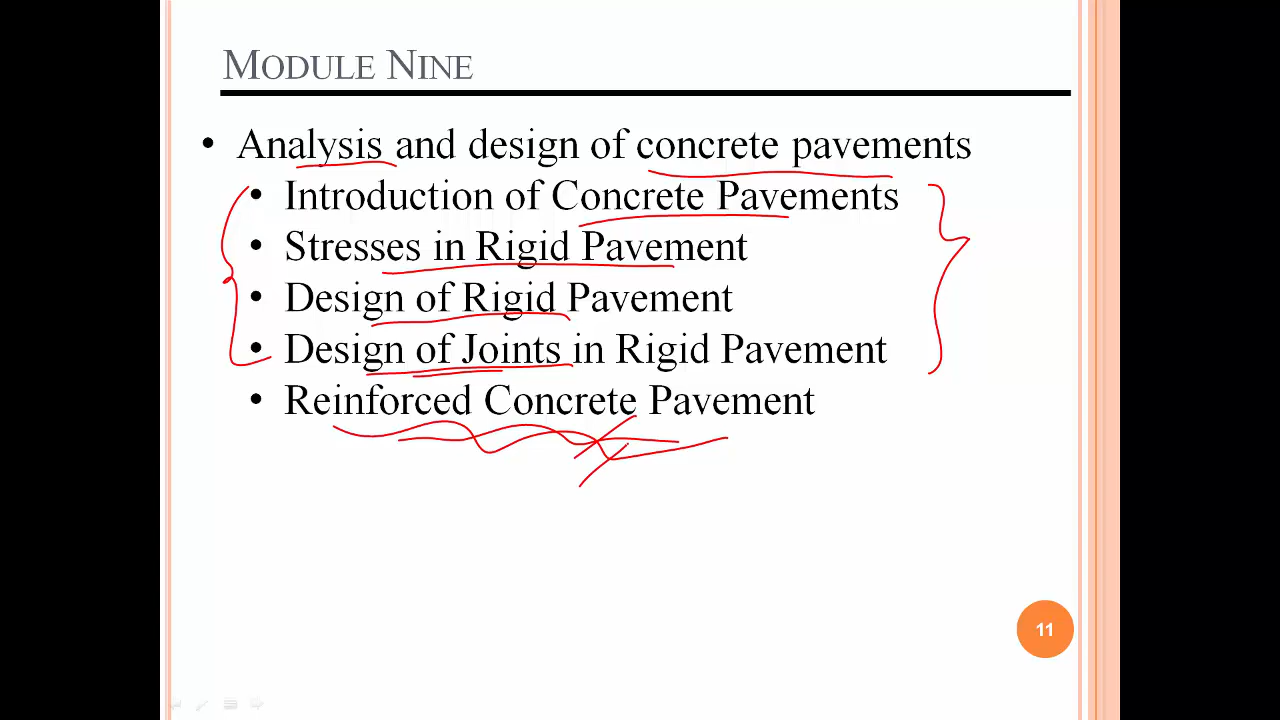 MODULE NINE
• Analysis and design of concrete pavements
• Introduction of Concrete Pavements
• Stresses in Rigid Pavement
• Design of Rigid Pavement
• Design of Joints in Rigid Pavement
• Reinforced Concrete Pavement
11